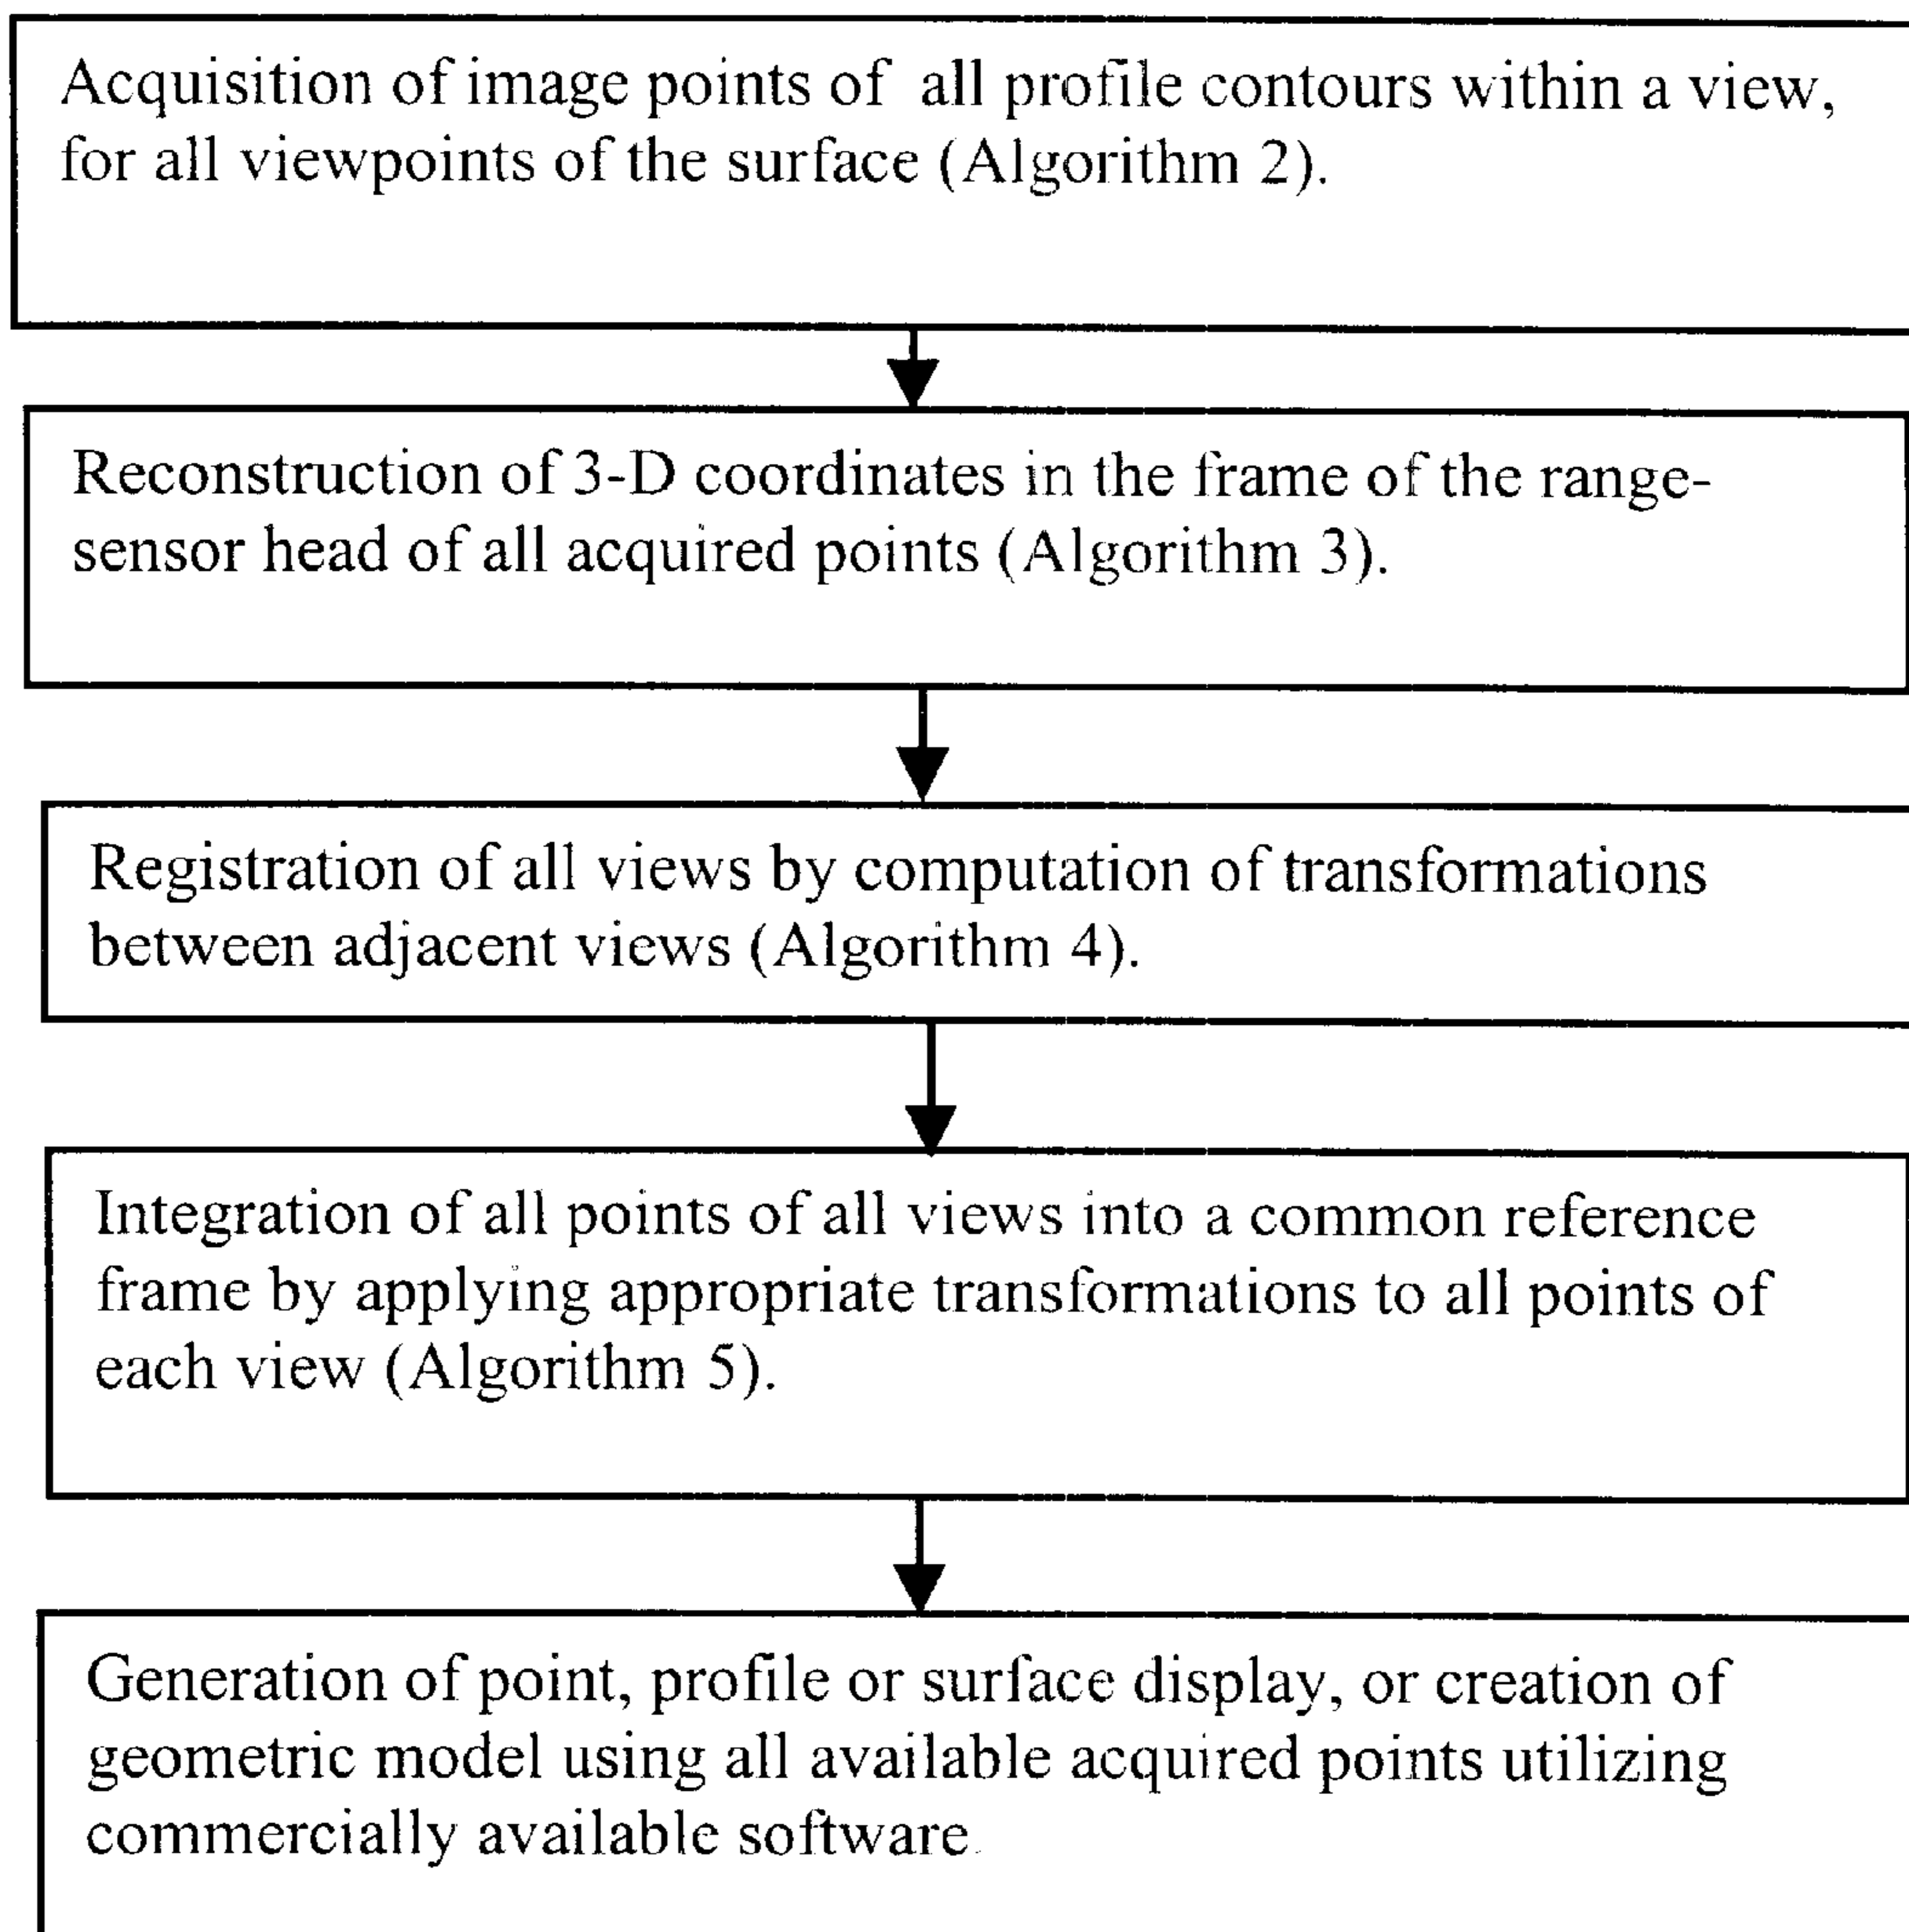 Acquisition of image points of all profile contours within a view,
for all viewpoints of the surface (Algorithm 2).
Reconstruction of 3-D coordinates in the frame of the range-
sensor head of all acquired points (Algorithm 3).
Registration of all views by computation of transformations
between adjacent views (Algorithm 4).
Integration of all points of all views into a common reference
frame by applying appropriate transformations to all points of
each view (Algorithm 5).
Generation of point, profile or surface display, or creation of
geometric model using all available acquired points utilizing
commercially available software.